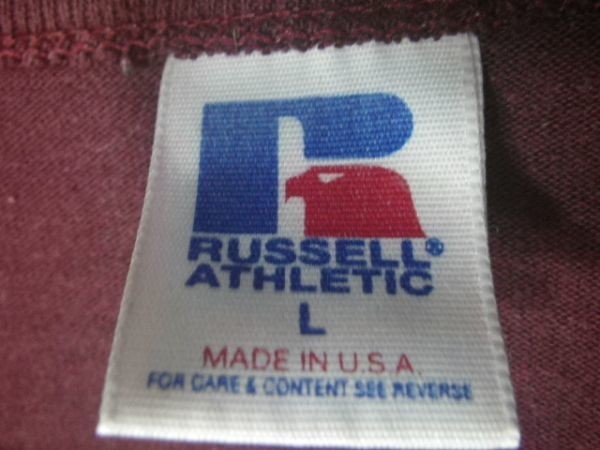 RUSSELL®
ATHLETIC
L
MADE IN U.S.A.
FOR CARE & CONTENT SEE REVERSE